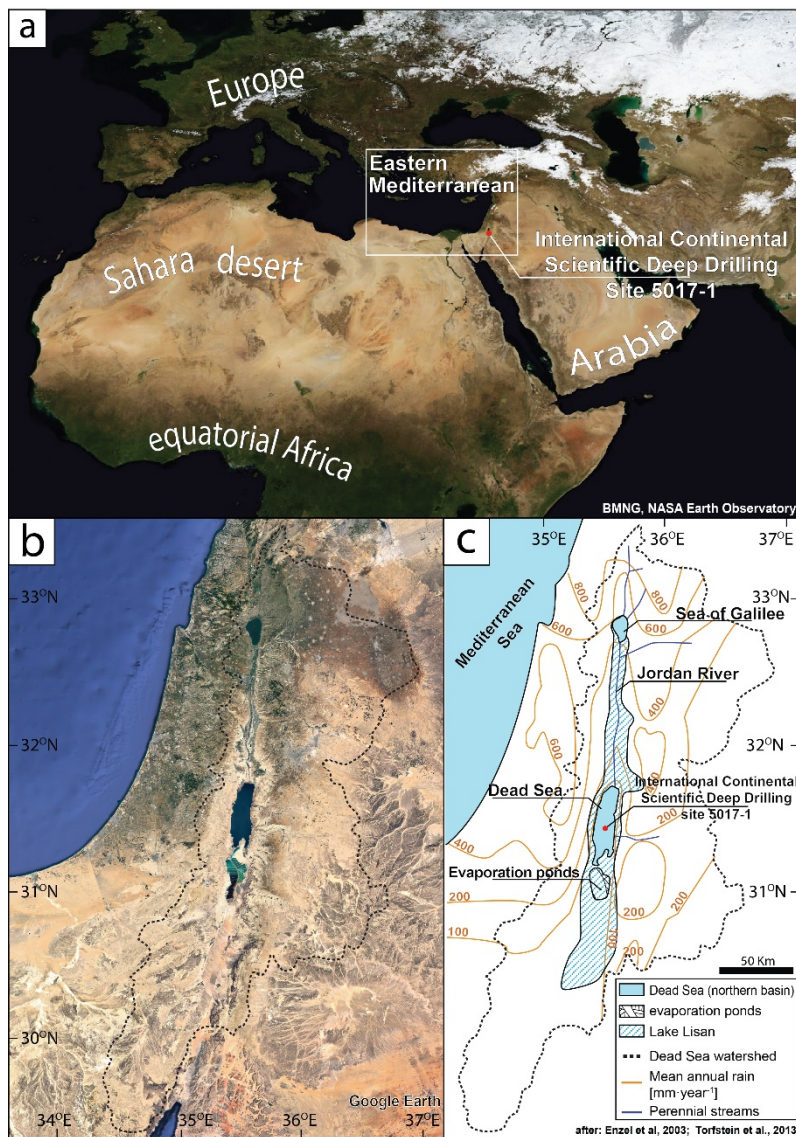 a
Europe
Eastern
Mediterranean
International Continental
Scientific Deep Drilling
Site 5017-1
Sahara desert
Arabia
equatorial Africa
BMNG, NASA Earth Observatory
b
33°N
32°N
31°N
30°N
34°E
35°E
36°E
37°E
Google Earth
c
35°E
36°E
37°E
33°N
32°N
31°N
Mediterranean
Sea
800
800
600
600
Sea of Galilee
Jordan River
400
600
Dead Sea
International Continental
Scientific Deep Drilling
site 5017-1
200
400
Evaporation ponds
200
100
200
200
100
200
50 Km
Dead Sea (northern basin)
evaporation ponds
Lake Lisan
Dead Sea watershed
Mean annual rain
[mm·year⁻¹]
Perennial streams
after: Enzel et al, 2003; Torfstein et al., 2013